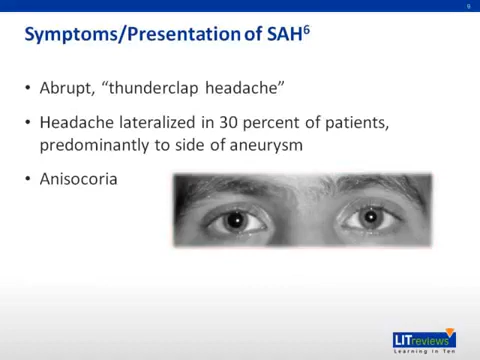 9
Symptoms/Presentation of SAH6
• Abrupt, “thunderclap headache”
• Headache lateralized in 30 percent of patients,
predominantly to side of aneurysm
• Anisocoria
LITreviews
Learning in Ten